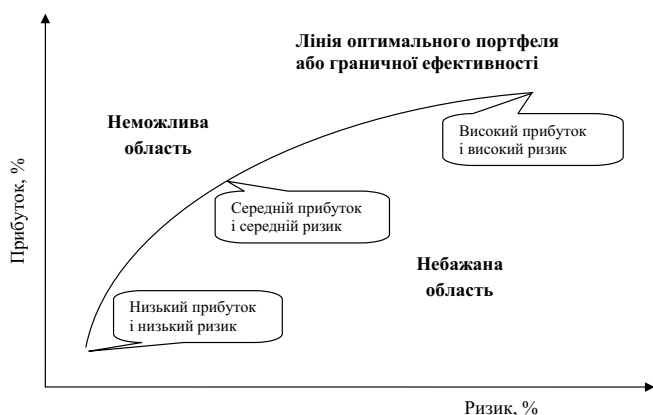 Лінія оптимального портфеля
або граничної ефективності
Неможлива
область
Високий прибуток
і високий ризик
Середній прибуток
і середній ризик
Небажана
область
Низький прибуток
і низький ризик
Прибуток, %
Ризик, %